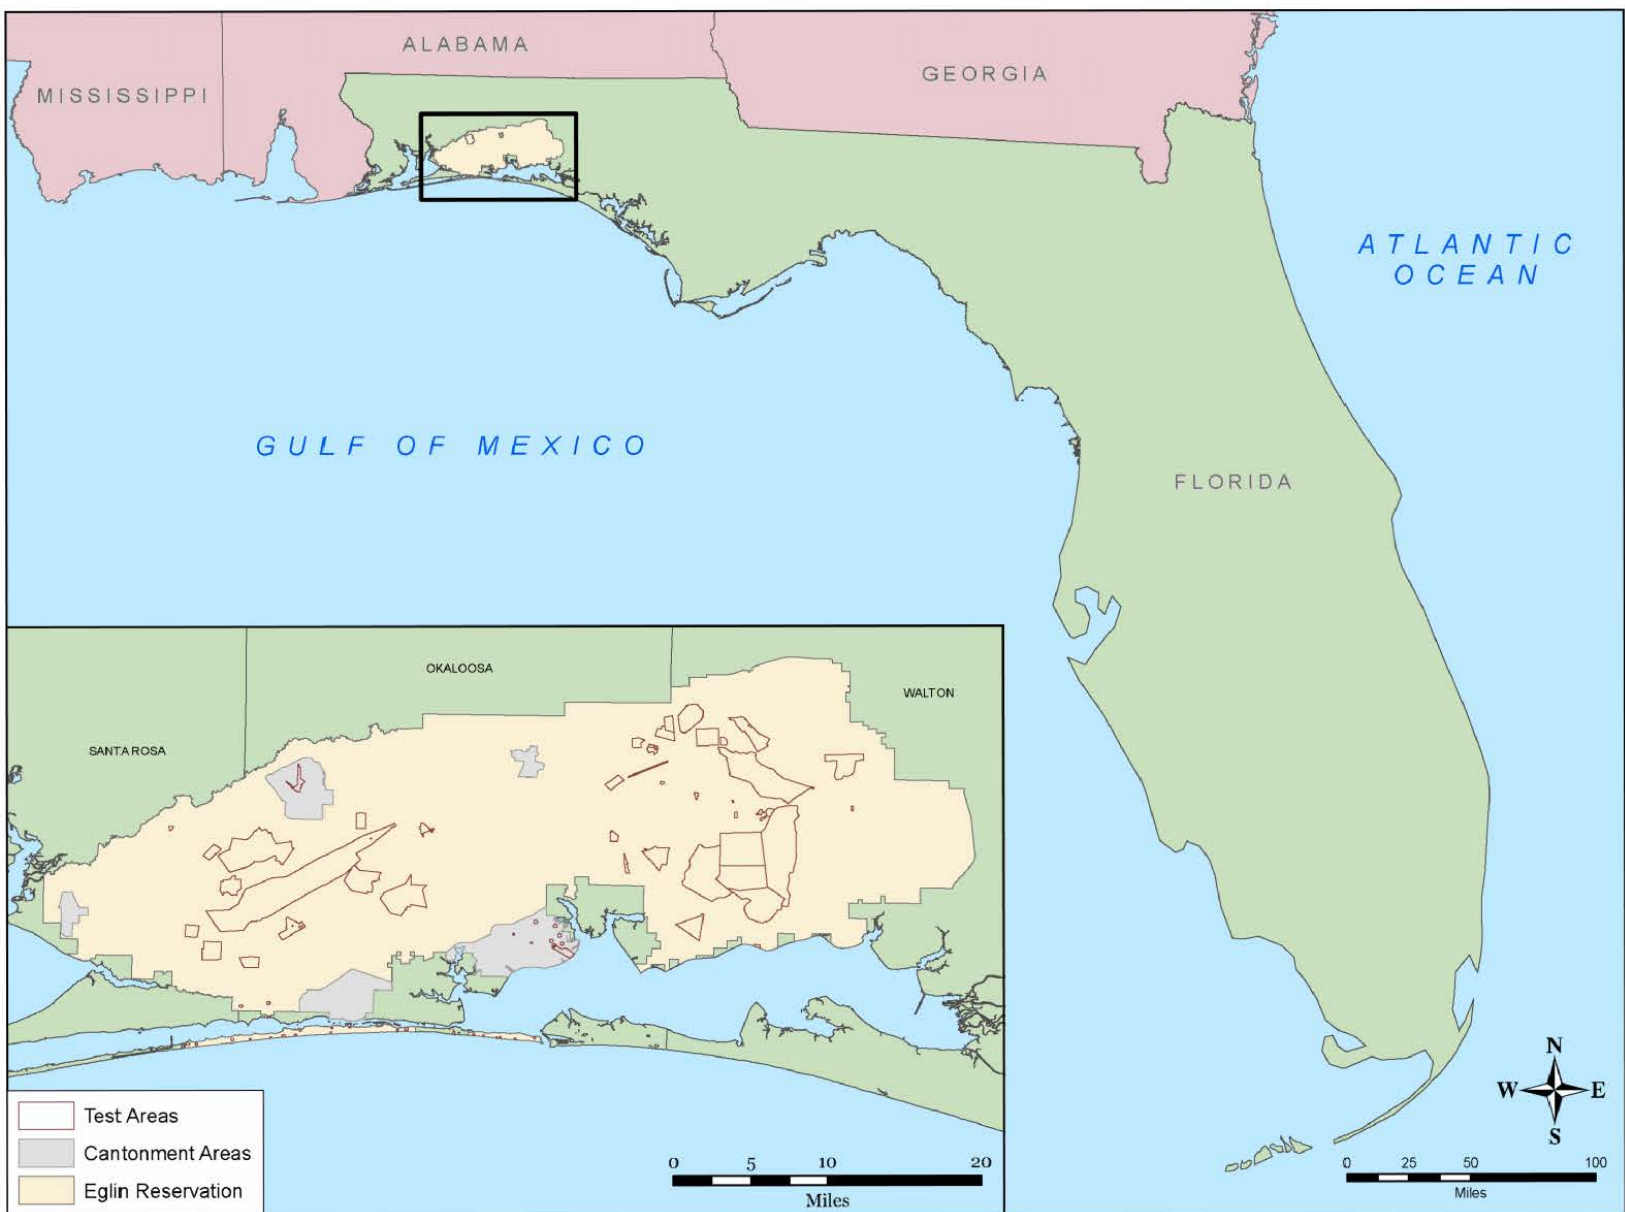 ALABAMA
GEORGIA
MISSISSIPPI
ATLANTIC
OCEAN
GULF OF MEXICO
FLORIDA
OKALOOSA
WALTON
SANTA ROSA
Test Areas
Cantonment Areas
Eglin Reservation
0 5 10 20
Miles
N
W E
S
0 25 50 100
Miles